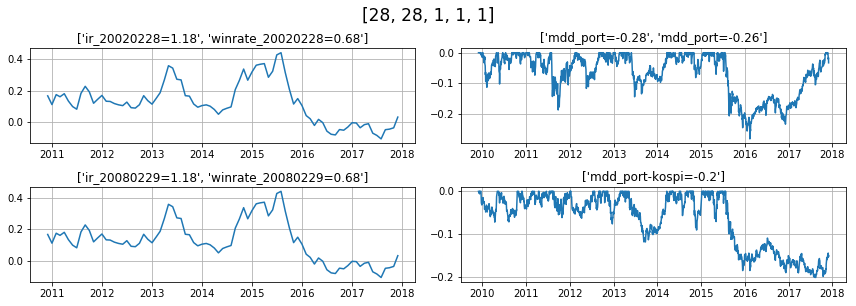 [28, 28, 1, 1, 1]
['ir_20020228=1.18', 'winrate_20020228=0.68']
0.4
0.2
0.0
2011 2012 2013 2014 2015 2016 2017 2018
['mdd_port=-0.28', 'mdd_port=-0.26']
0.0
−0.1
−0.2
2010 2011 2012 2013 2014 2015 2016 2017 2018
['ir_20080229=1.18', 'winrate_20080229=0.68']
0.4
0.2
0.0
2011 2012 2013 2014 2015 2016 2017 2018
['mdd_port-kospi=-0.2']
0.0
−0.1
−0.2
2010 2011 2012 2013 2014 2015 2016 2017 2018